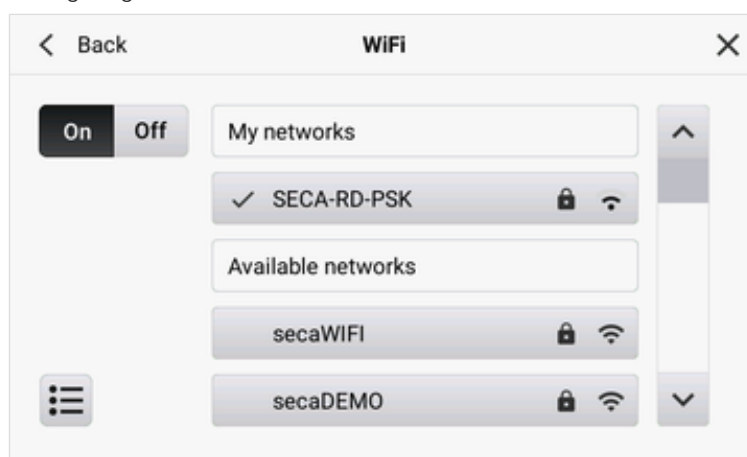 Back
WiFi
On
Off
My networks
SECA-RD-PSK
Available networks
secaWIFI
secaDEMO